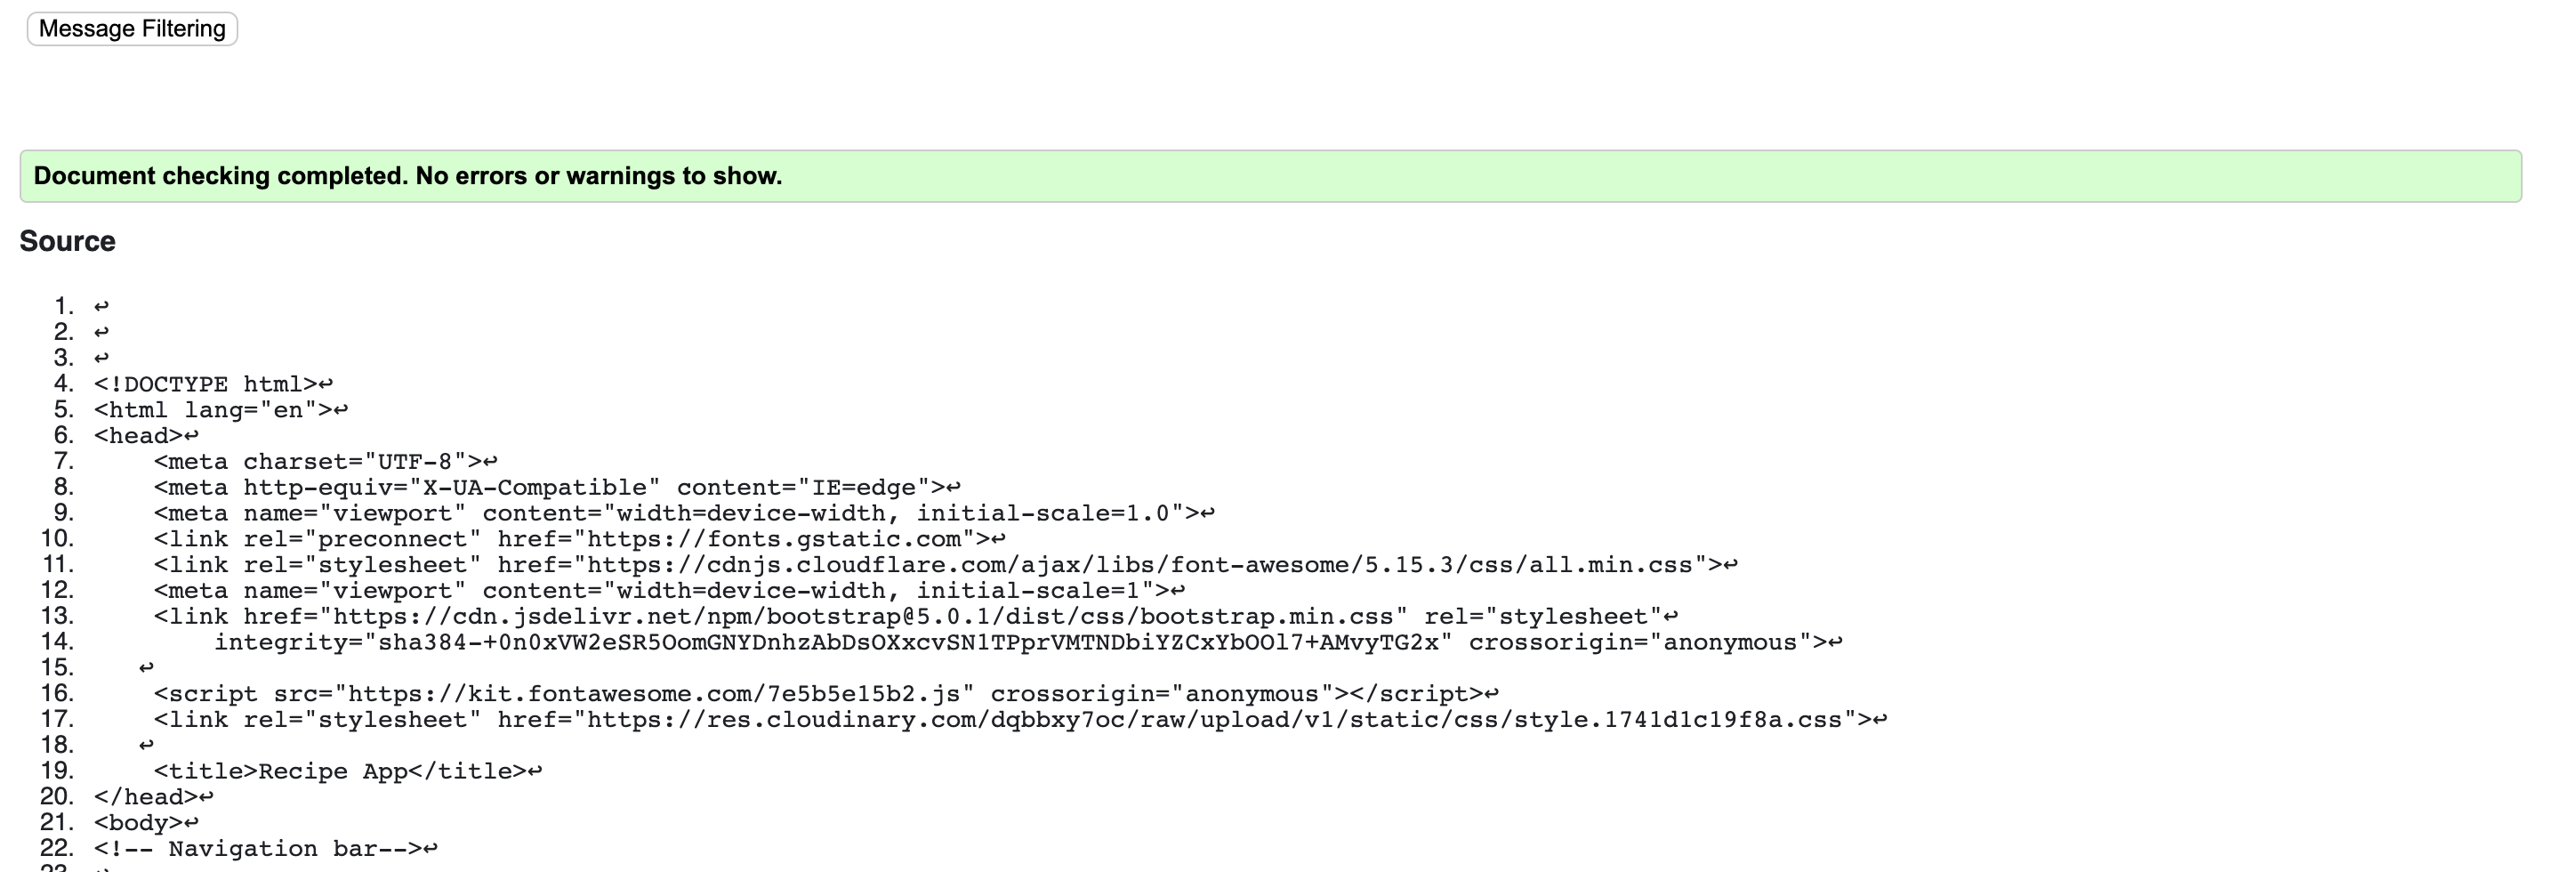 Message Filtering
Document checking completed. No errors or warnings to show.
Source
1. ↩
2. ↩
3. ↩
4. <!DOCTYPE html>↩
5. <html lang="en">↩
6. <head>↩
7.     <meta charset="UTF-8">↩
8.     <meta http-equiv="X-UA-Compatible" content="IE=edge">↩
9.     <meta name="viewport" content="width=device-width, initial-scale=1.0">↩
10.     <link rel="preconnect" href="https://fonts.gstatic.com">↩
11.     <link rel="stylesheet" href="https://cdnjs.cloudflare.com/ajax/libs/font-awesome/5.15.3/css/all.min.css">↩
12.     <meta name="viewport" content="width=device-width, initial-scale=1">↩
13.     <link href="https://cdn.jsdelivr.net/npm/bootstrap@5.0.1/dist/css/bootstrap.min.css" rel="stylesheet"↩
14.         integrity="sha384-+0n0xVW2eSR5OomGNYDnhzAbDsOXxcvSN1TPprVMTNDbiYZCxYbOOl7+AMvyTG2x" crossorigin="anonymous">↩
15.    ↩
16.     <script src="https://kit.fontawesome.com/7e5b5e15b2.js" crossorigin="anonymous"></script>↩
17.     <link rel="stylesheet" href="https://res.cloudinary.com/dqbbxy7oc/raw/upload/v1/static/css/style.1741d1c19f8a.css">↩
18.    ↩
19.     <title>Recipe App</title>↩
20. </head>↩
21. <body>↩
22. <!-- Navigation bar-->↩